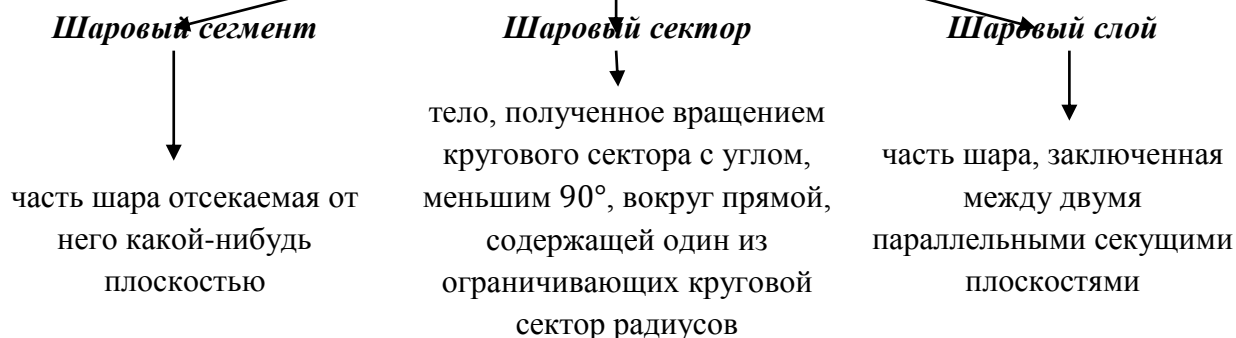 Шаровый сегмент
часть шара отсекаемая от
него какой-нибудь
плоскостью
Шаровый сектор
тело, полученное вращением
кругового сектора с углом,
меньшим 90°, вокруг прямой,
содержащей один из
ограничивающих круговой
сектор радиусов
Шаровый слой
часть шара, заключенная
между двумя
параллельными секущими
плоскостями